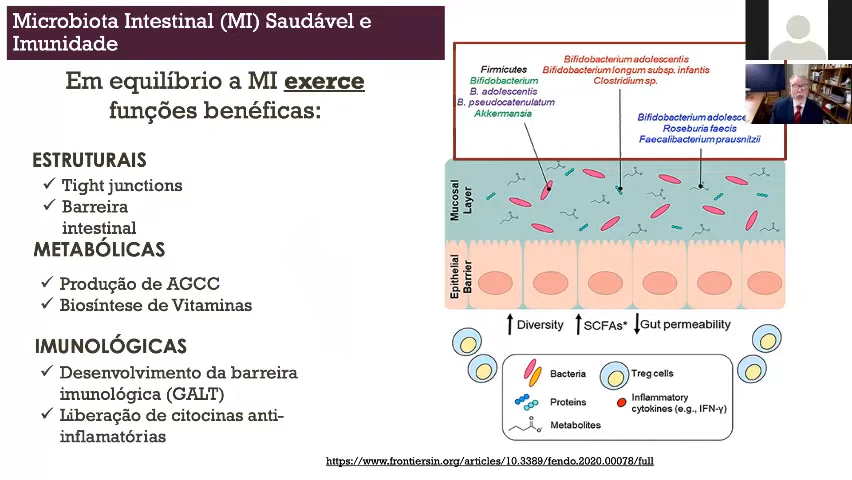 Microbiota Intestinal (MI) Saudável e
Imunidade
Em equilíbrio a MI exerce
funções benéficas:
ESTRUTURAIS
✓ Tight junctions
✓ Barreira
intestinal
METABÓLICAS
✓ Produção de AGCC
✓ Biosíntese de Vitaminas
IMUNOLÓGICAS
✓ Desenvolvimento da barreira
imunológica (GALT)
✓ Liberação de citocinas anti-
inflamatórias
Firmicutes
Bifidobacterium
B. adolescentis
B. pseudocatenulatum
Akkermansia
Bifidobacterium adolescentis
Bifidobacterium longum subsp. infantis
Clostridium sp.
Bifidobacterium adolesce
Roseburia faecis
Faecalibacterium prausnitzii
Mucosal
Layer
Epithelial
Barrier
Diversity
SCFAs*
Gut permeability
Bacteria
Proteins
Metabolites
Treg cells
Inflammatory
cytokines (e.g., IFN-γ)
https://www.frontiersin.org/articles/10.3389/fendo.2020.00078/full